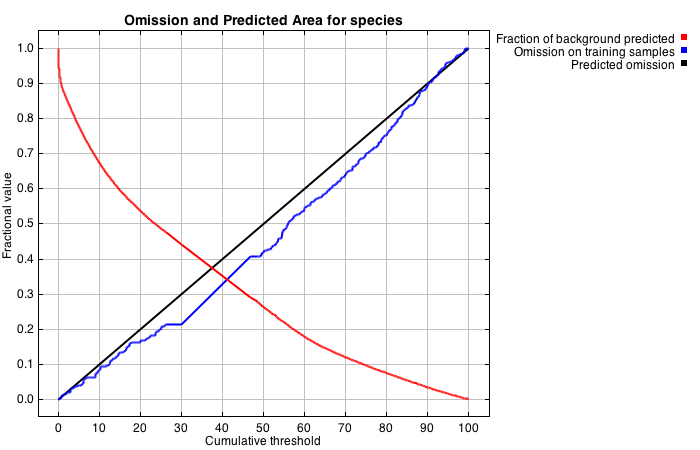 Omission and Predicted Area for species
Fraction of background predicted
Omission on training samples
Predicted omission
Fractional value
1.0
0.9
0.8
0.7
0.6
0.5
0.4
0.3
0.2
0.1
0.0
0 10 20 30 40 50 60 70 80 90 100
Cumulative threshold